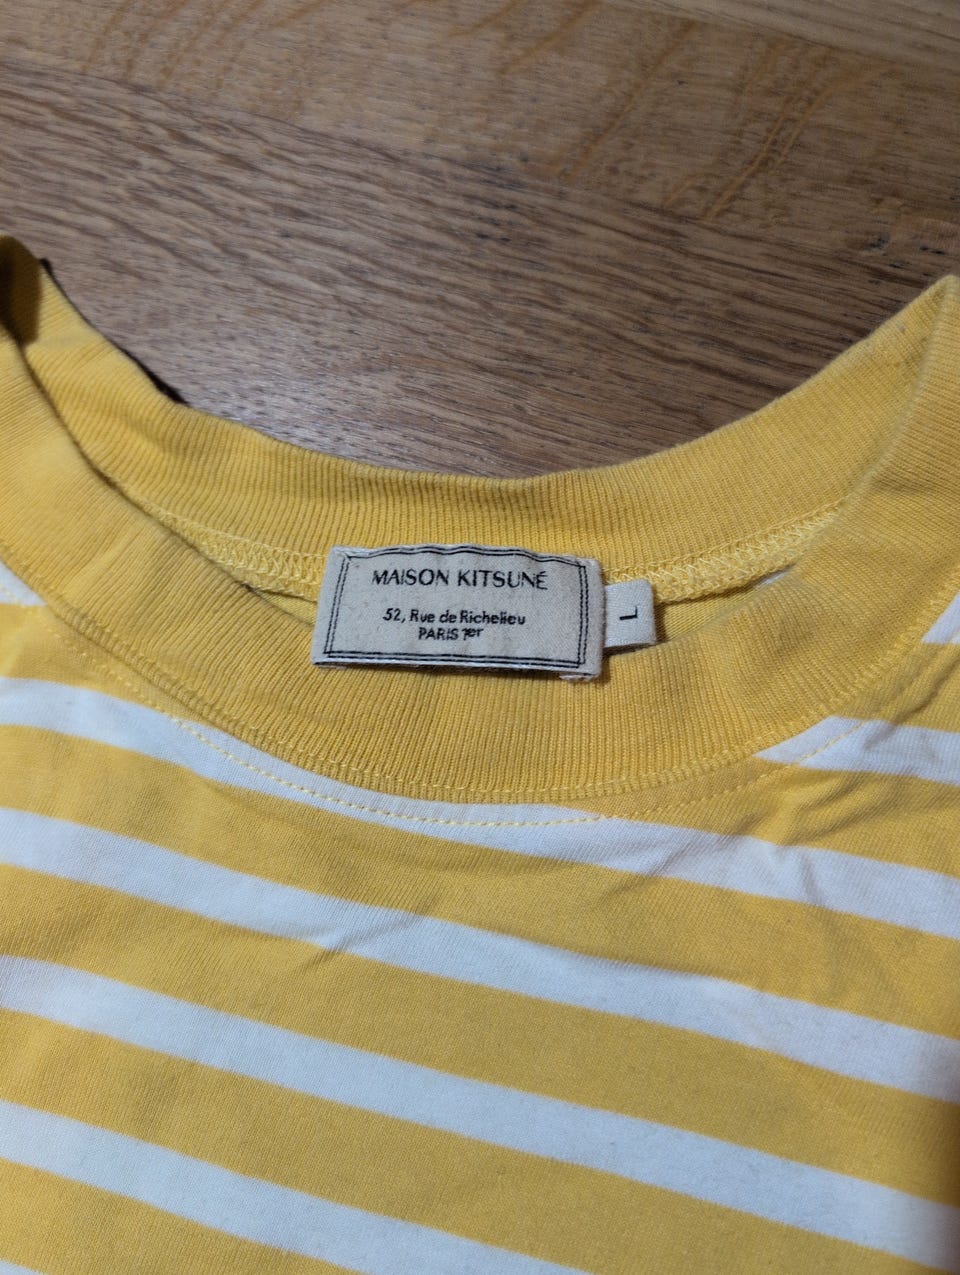 MAISON KITSUNÉ
52, Rue de Richelieu
PARIS 1er
L